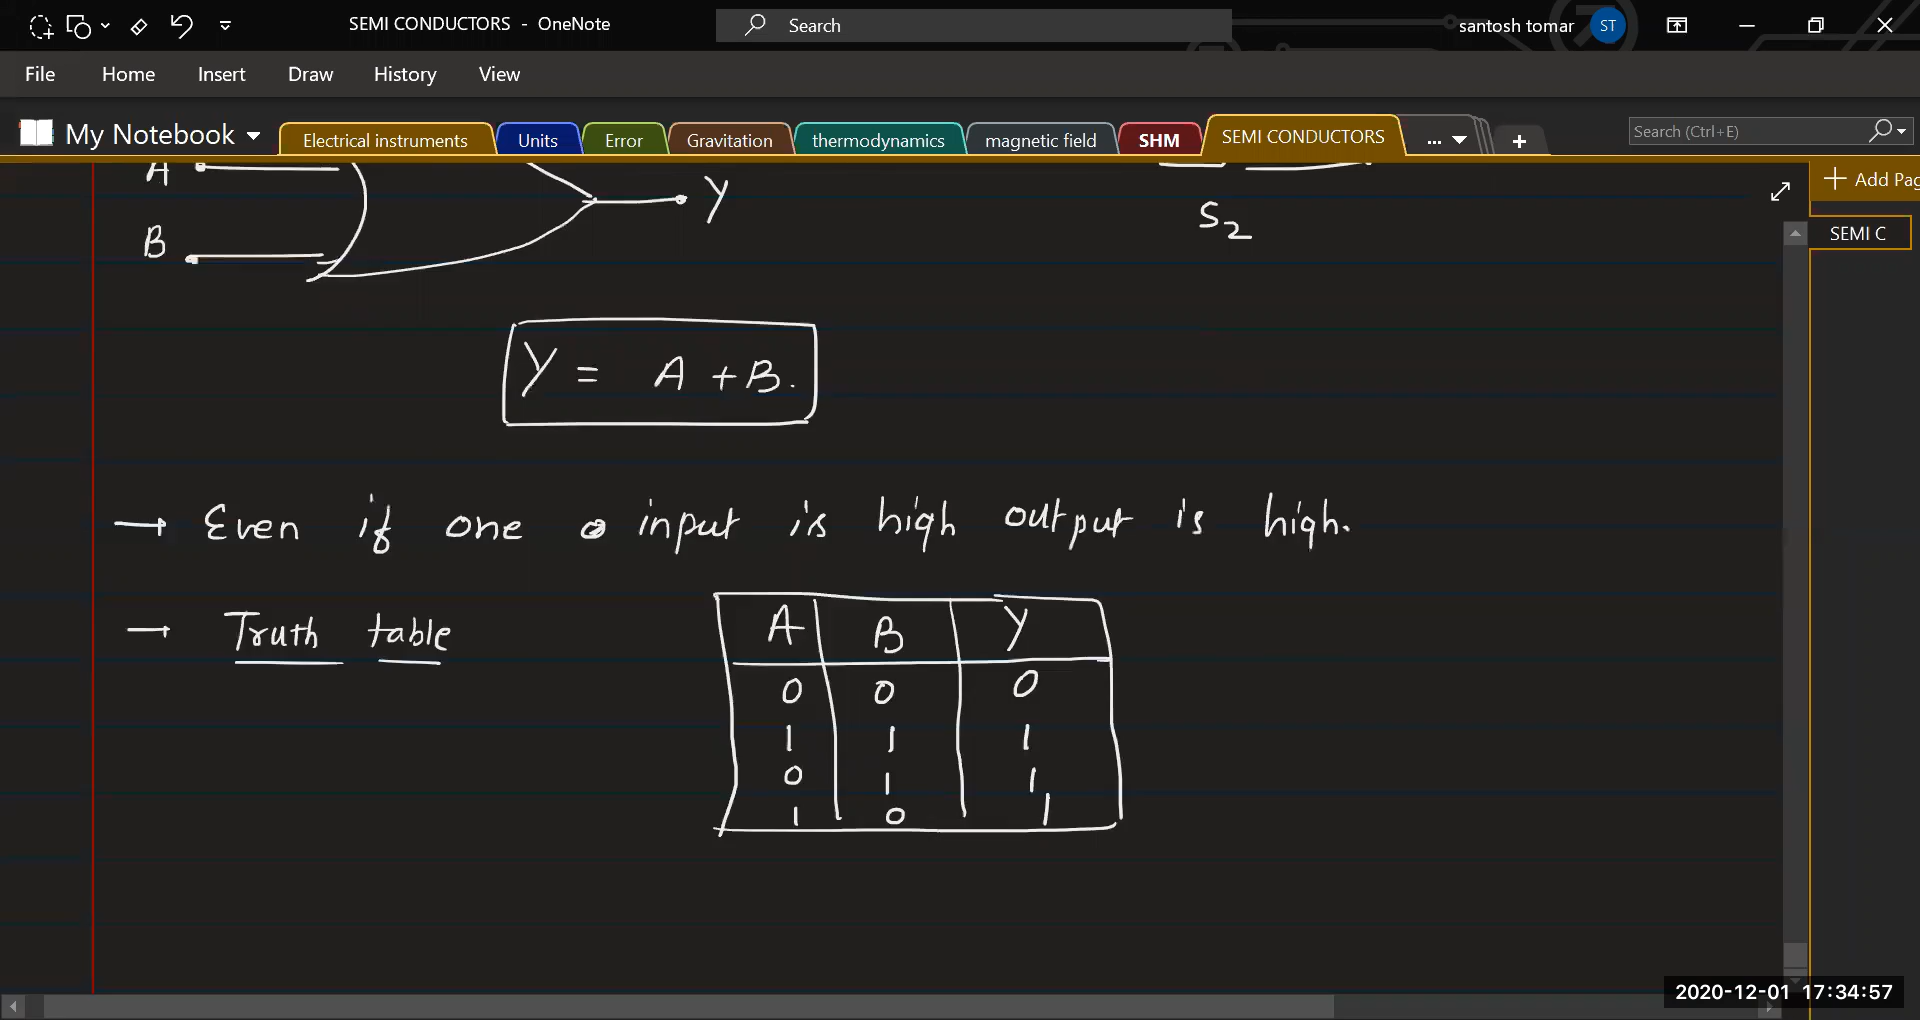 SEMI CONDUCTORS - OneNote
Search
santosh tomar ST
File Home Insert Draw History View
My Notebook Electrical instruments Units Error Gravitation thermodynamics magnetic field SHM SEMI CONDUCTORS ... + Search (Ctrl+E)
+ Add Pag
SEMI C
A
Y
S2
B
Y = A + B.
→ Even if one input is high output is high.
→ Truth table
A B Y
0 0 0
1 1 1
0 1 1
1 0 1
2020-12-01 17:34:57